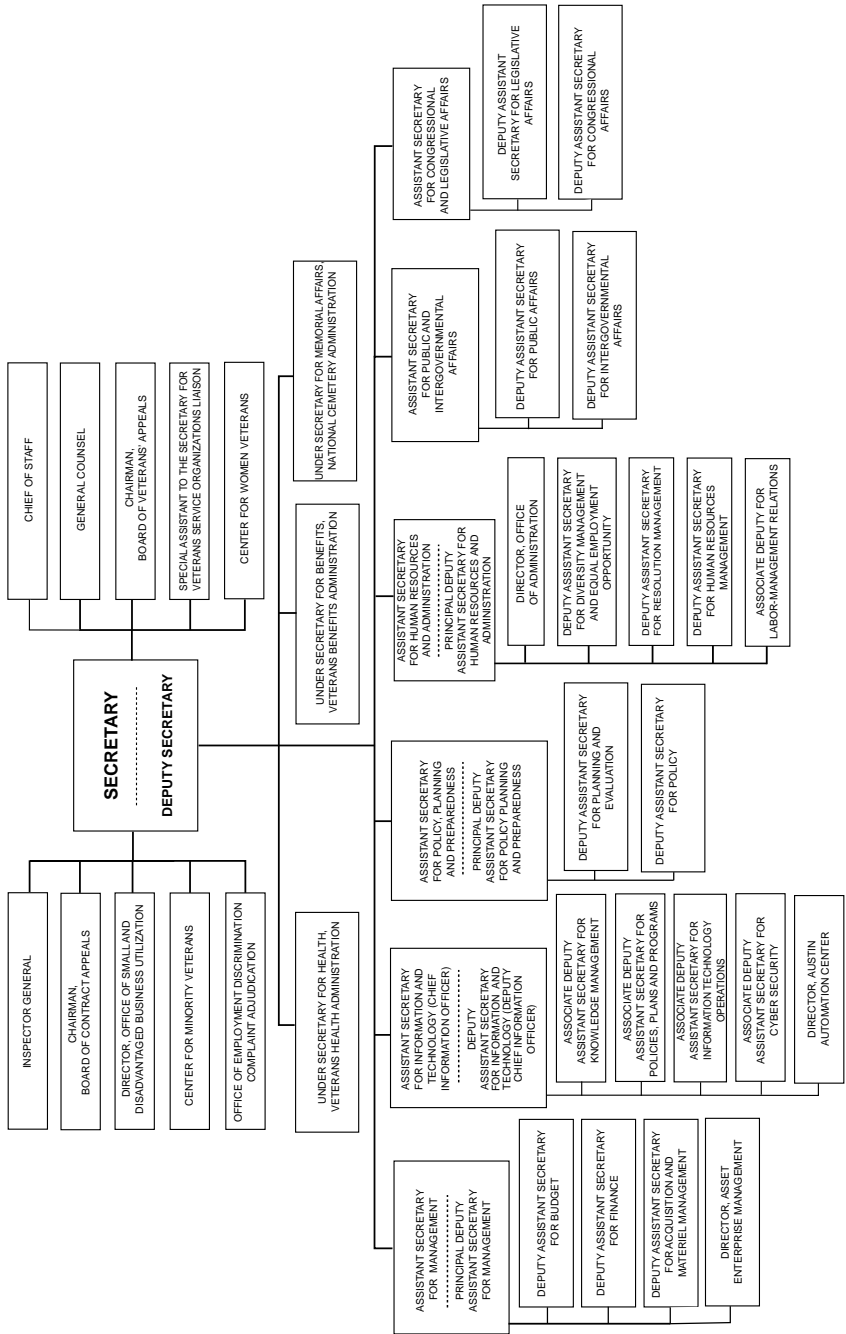 SECRETARY
DEPUTY SECRETARY
INSPECTOR GENERAL
CHAIRMAN,
BOARD OF CONTRACT APPEALS
DIRECTOR, OFFICE OF SMALL AND
DISADVANTAGED BUSINESS UTILIZATION
CENTER FOR MINORITY VETERANS
OFFICE OF EMPLOYMENT DISCRIMINATION
COMPLAINT ADJUDICATION
CHIEF OF STAFF
GENERAL COUNSEL
CHAIRMAN,
BOARD OF VETERANS' APPEALS
SPECIAL ASSISTANT TO THE SECRETARY FOR
VETERANS SERVICE ORGANIZATIONS LIAISON
CENTER FOR WOMEN VETERANS
UNDER SECRETARY FOR HEALTH,
VETERANS HEALTH ADMINISTRATION
UNDER SECRETARY FOR BENEFITS,
VETERANS BENEFITS ADMINISTRATION
UNDER SECRETARY FOR MEMORIAL AFFAIRS,
NATIONAL CEMETERY ADMINISTRATION
ASSISTANT SECRETARY
FOR MANAGEMENT
PRINCIPAL DEPUTY
ASSISTANT SECRETARY
FOR MANAGEMENT
DEPUTY ASSISTANT SECRETARY
FOR BUDGET
DEPUTY ASSISTANT SECRETARY
FOR FINANCE
DEPUTY ASSISTANT SECRETARY
FOR ACQUISITION AND
MATERIEL MANAGEMENT
DIRECTOR, ASSET
ENTERPRISE MANAGEMENT
ASSISTANT SECRETARY
FOR INFORMATION AND
TECHNOLOGY (CHIEF
INFORMATION OFFICER)
DEPUTY
ASSISTANT SECRETARY
FOR INFORMATION AND
TECHNOLOGY (DEPUTY
CHIEF INFORMATION
OFFICER)
ASSOCIATE DEPUTY
ASSISTANT SECRETARY FOR
KNOWLEDGE MANAGEMENT
ASSOCIATE DEPUTY
ASSISTANT SECRETARY FOR
POLICIES, PLANS AND PROGRAMS
ASSOCIATE DEPUTY
ASSISTANT SECRETARY FOR
INFORMATION TECHNOLOGY
OPERATIONS
ASSOCIATE DEPUTY
ASSISTANT SECRETARY FOR
CYBER SECURITY
DIRECTOR, AUSTIN
AUTOMATION CENTER
ASSISTANT SECRETARY
FOR POLICY, PLANNING
AND PREPAREDNESS
PRINCIPAL DEPUTY
ASSISTANT SECRETARY
FOR POLICY PLANNING
AND PREPAREDNESS
DEPUTY ASSISTANT SECRETARY
FOR PLANNING AND
EVALUATION
DEPUTY ASSISTANT SECRETARY
FOR POLICY
ASSISTANT SECRETARY
FOR HUMAN RESOURCES
AND ADMINISTRATION
PRINCIPAL DEPUTY
ASSISTANT SECRETARY FOR
HUMAN RESOURCES AND
ADMINISTRATION
DIRECTOR, OFFICE
OF ADMINISTRATION
DEPUTY ASSISTANT SECRETARY
FOR DIVERSITY MANAGEMENT
AND EQUAL EMPLOYMENT
OPPORTUNITY
DEPUTY ASSISTANT SECRETARY
FOR RESOLUTION MANAGEMENT
DEPUTY ASSISTANT SECRETARY
FOR HUMAN RESOURCES
MANAGEMENT
ASSOCIATE DEPUTY FOR
LABOR-MANAGEMENT RELATIONS
ASSISTANT SECRETARY
FOR PUBLIC AND
INTERGOVERNMENTAL
AFFAIRS
DEPUTY ASSISTANT SECRETARY
FOR PUBLIC AFFAIRS
DEPUTY ASSISTANT SECRETARY
FOR INTERGOVERNMENTAL
AFFAIRS
ASSISTANT SECRETARY
FOR CONGRESSIONAL
AND LEGISLATIVE AFFAIRS
DEPUTY ASSISTANT
SECRETARY FOR LEGISLATIVE
AFFAIRS
DEPUTY ASSISTANT SECRETARY
FOR CONGRESSIONAL
AFFAIRS